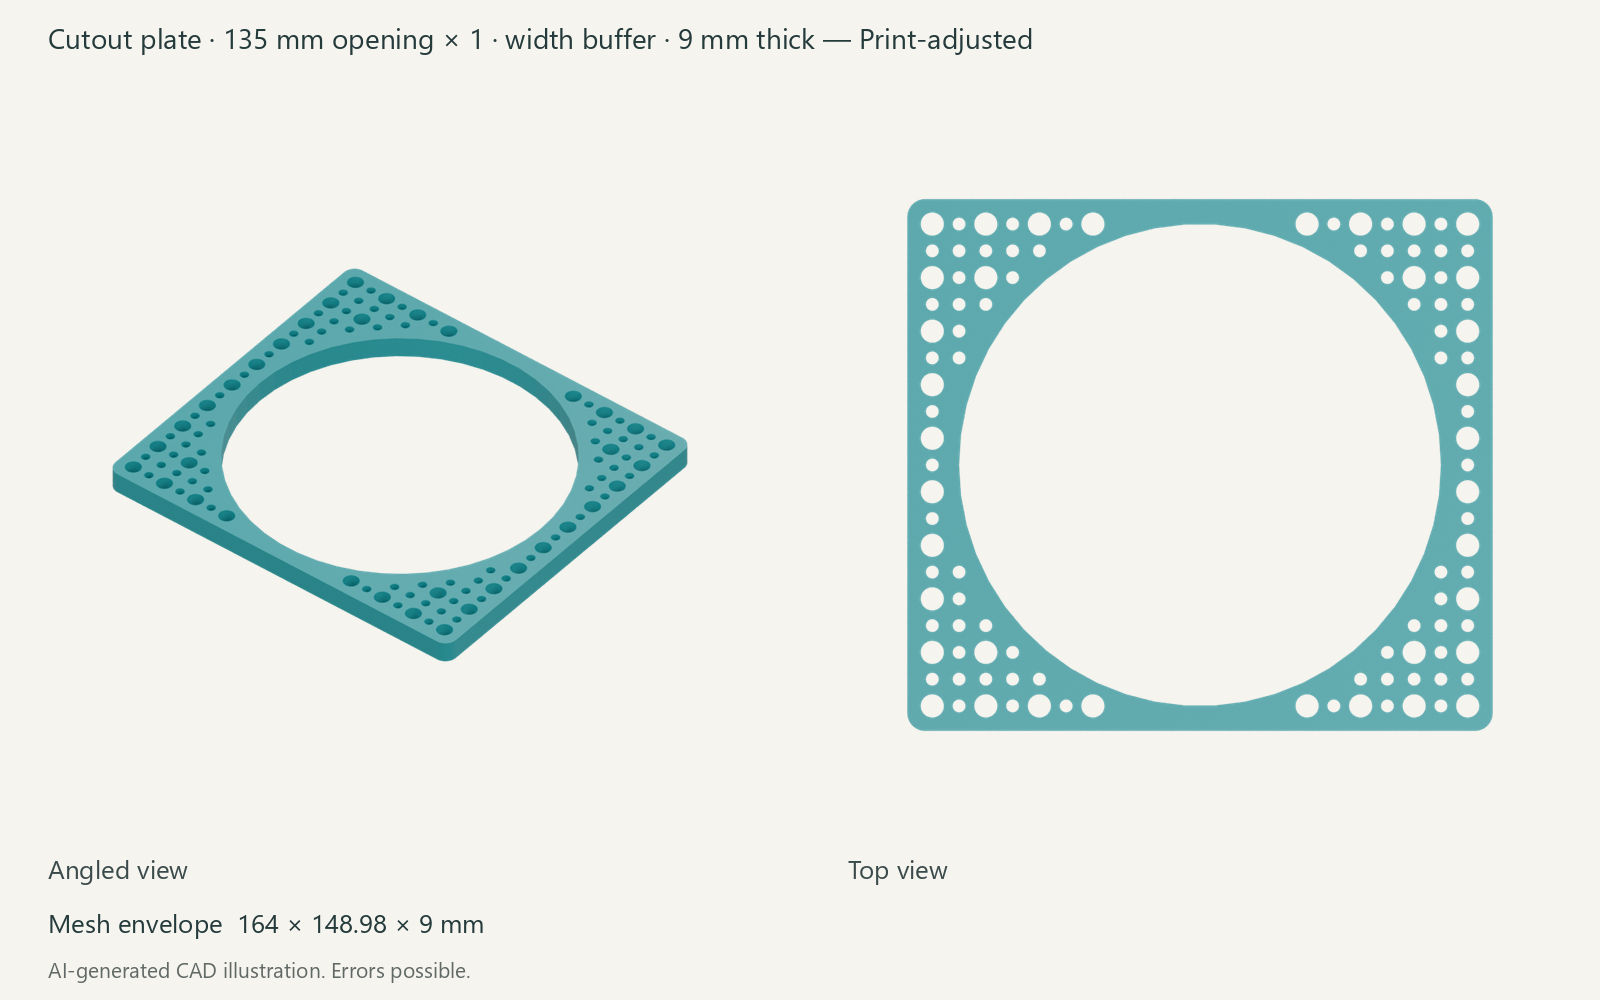 Cutout plate · 135 mm opening × 1 · width buffer · 9 mm thick — Print-adjusted
Angled view
Top view
Mesh envelope 164 × 148.98 × 9 mm
AI-generated CAD illustration. Errors possible.